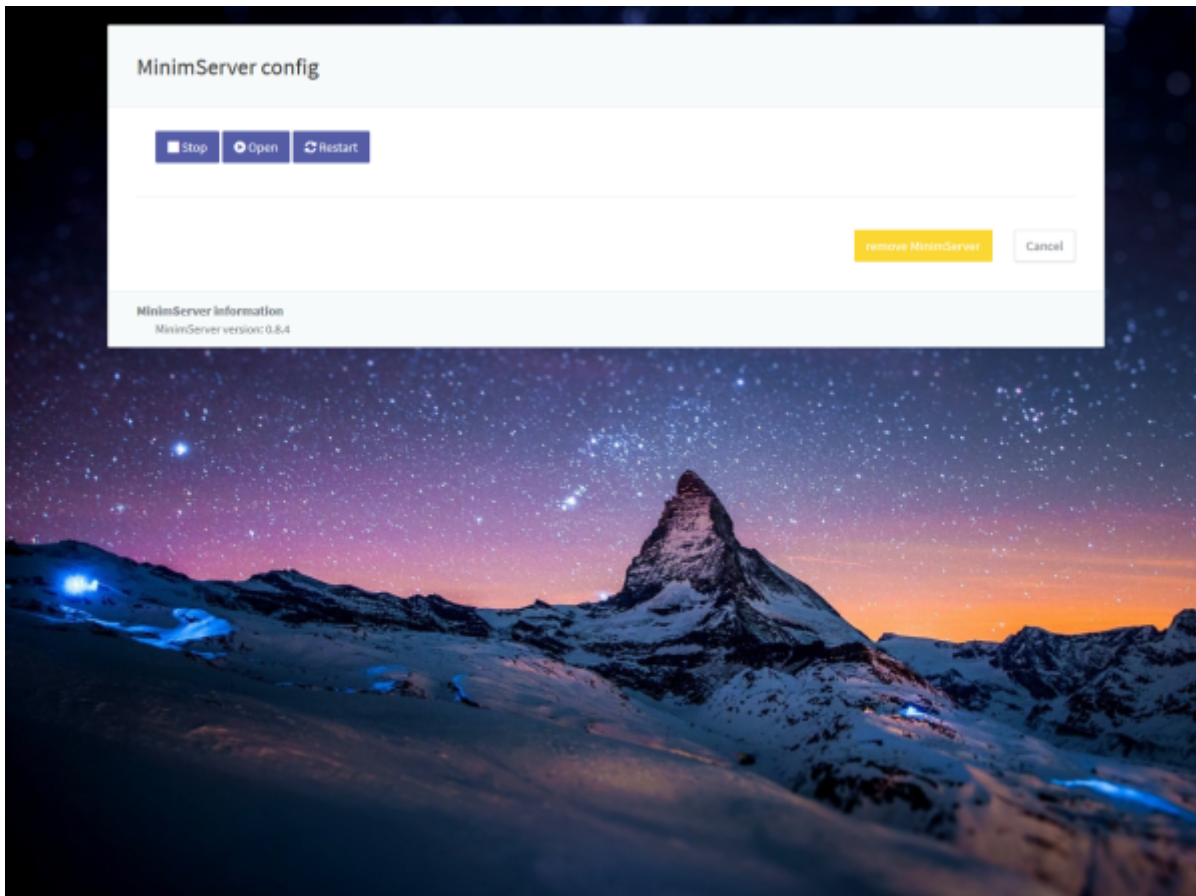 MinimServer config
Stop Open Restart
remove MinimServer Cancel
MinimServer information
MinimServer version: 0.8.4